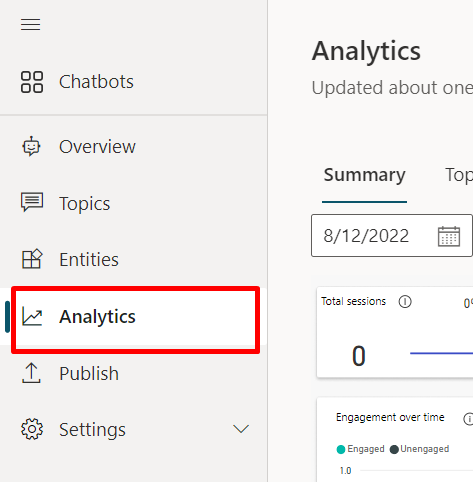 Chatbots
Overview
Topics
Entities
Analytics
Publish
Settings
Analytics
Updated about one
Summary
Top
8/12/2022
Total sessions
0
Engagement over time
Engaged Unengaged
1.0